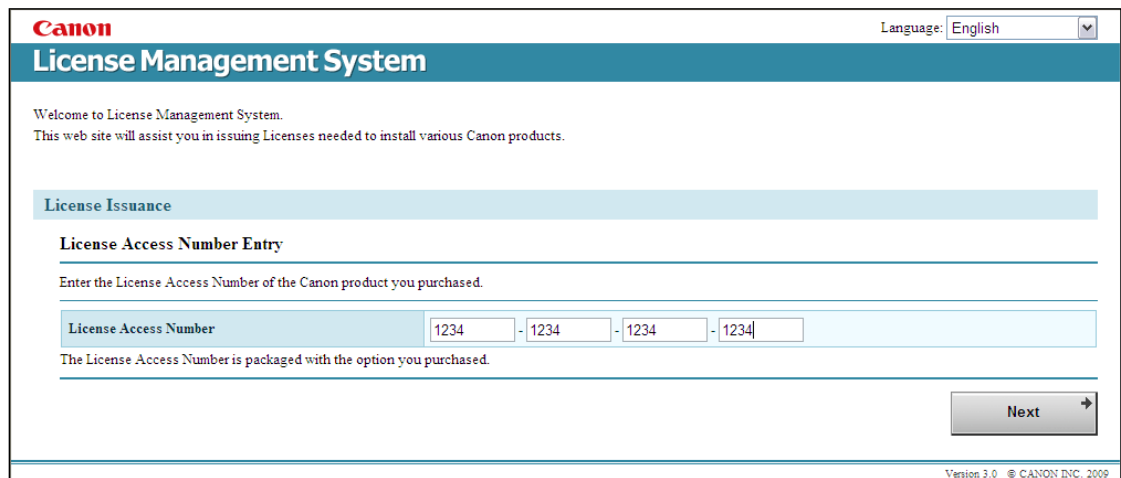 Canon
Language: English
License Management System
Welcome to License Management System.
This web site will assist you in issuing Licenses needed to install various Canon products.
License Issuance
License Access Number Entry
Enter the License Access Number of the Canon product you purchased.
License Access Number 1234 - 1234 - 1234 - 1234
The License Access Number is packaged with the option you purchased.
Next
Version 3.0 © CANON INC. 2009